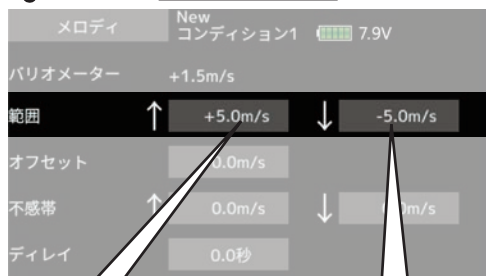 メロディ New
コンディション1 7.9V
バリオメーター +1.5m/s
範囲 ↑ +5.0m/s ↓ -5.0m/s
オフセット 0.0m/s
不感帯 ↑ 0.0m/s ↓ m/s
ディレイ 0.0秒